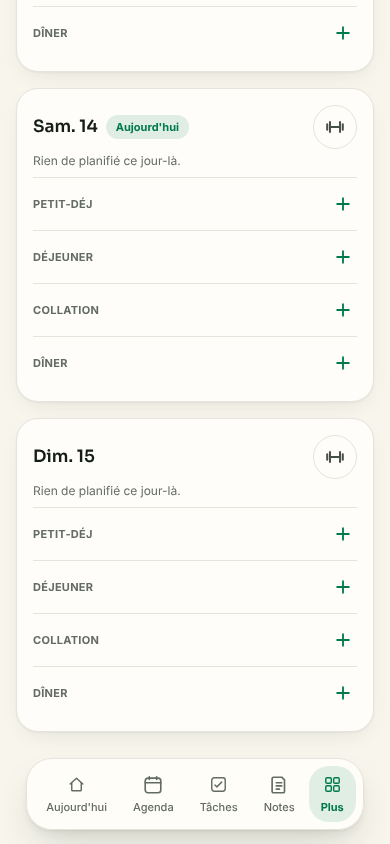 DÎNER
Sam. 14 Aujourd'hui
Rien de planifié ce jour-là.
PETIT-DÉJ
DÉJEUNER
COLLATION
DÎNER
Dim. 15
Rien de planifié ce jour-là.
PETIT-DÉJ
DÉJEUNER
COLLATION
DÎNER
Aujourd'hui Agenda Tâches Notes Plus